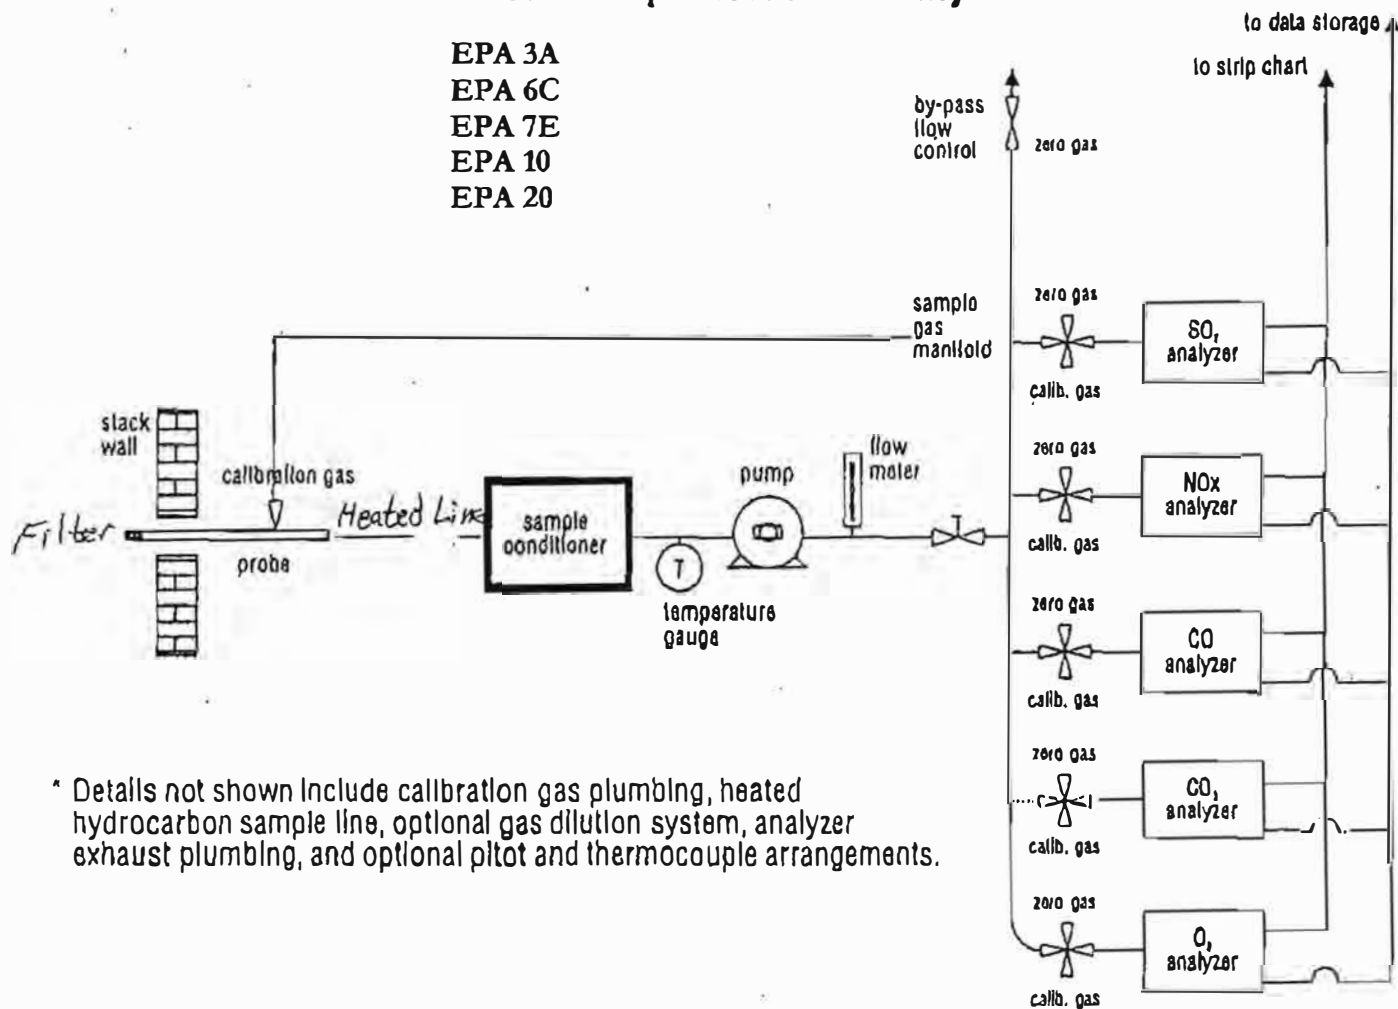 to data storage
to strip chart
EPA 3A
EPA 6C
EPA 7E
EPA 10
EPA 20
by-pass
flow
control
zero gas
sample
gas
manifold
zero gas
SO₂
analyzer
calib. gas
stack
wall
calibration gas
Filter
probe
Heated Line
sample
conditioner
T
temperature
gauge
pump
flow
meter
T
zero gas
NOx
analyzer
calib. gas
zero gas
CO
analyzer
calib. gas
zero gas
CO₂
analyzer
calib. gas
zero gas
O₂
analyzer
calib. gas
* Details not shown include calibration gas plumbing, heated
hydrocarbon sample line, optional gas dilution system, analyzer
exhaust plumbing, and optional pitot and thermocouple arrangements.